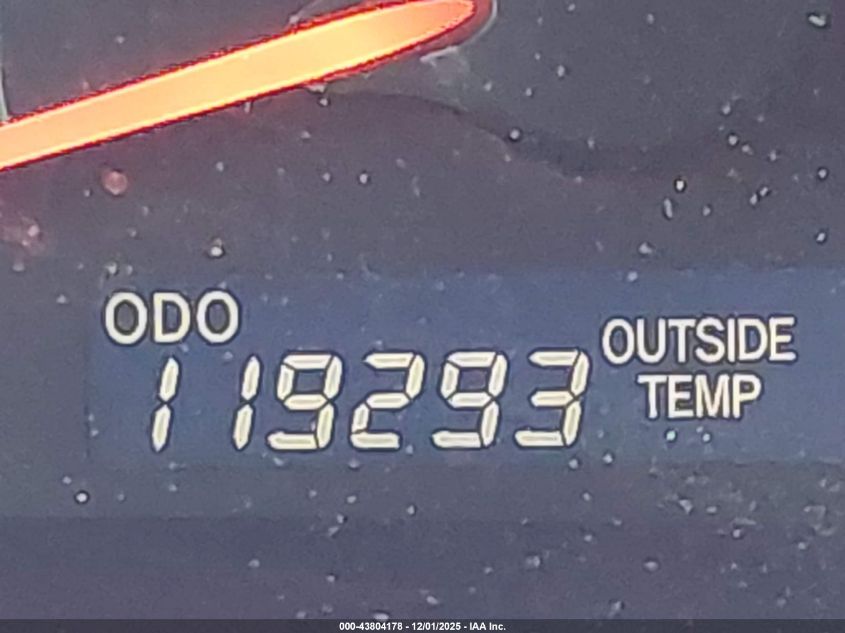 ODO
119293
OUTSIDE
TEMP
000-43804178 - 12/01/2025 - IAA Inc.